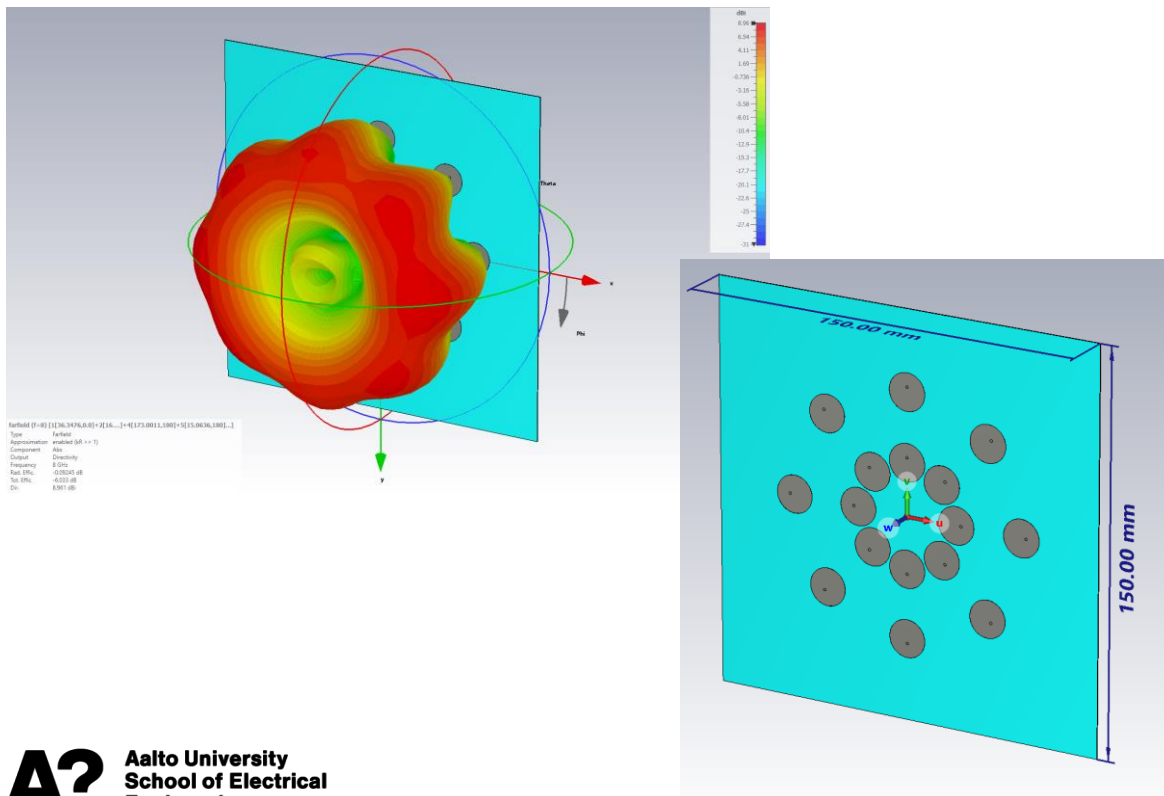 dBi
8.96
6.54
4.11
1.69
-0.736
-3.16
-5.58
-8.01
-10.4
-12.9
-15.3
-17.7
-20.1
-22.6
-25
-27.4
-31
Theta
x
Phi
y
farfield (f=8) [1[36.3476,0.0]+2[16....]+4[173.0011,180]+5[15.0636,180]...]
Type Farfield
Approximation enabled (kR >> 1)
Component Abs
Output Directivity
Frequency 8 GHz
Rad. Effic. -0.09245 dB
Tot. Effic. -6.003 dB
Dir. 8.961 dBi
150.00 mm
v
w
u
150.00 mm
A?
Aalto University
School of Electrical